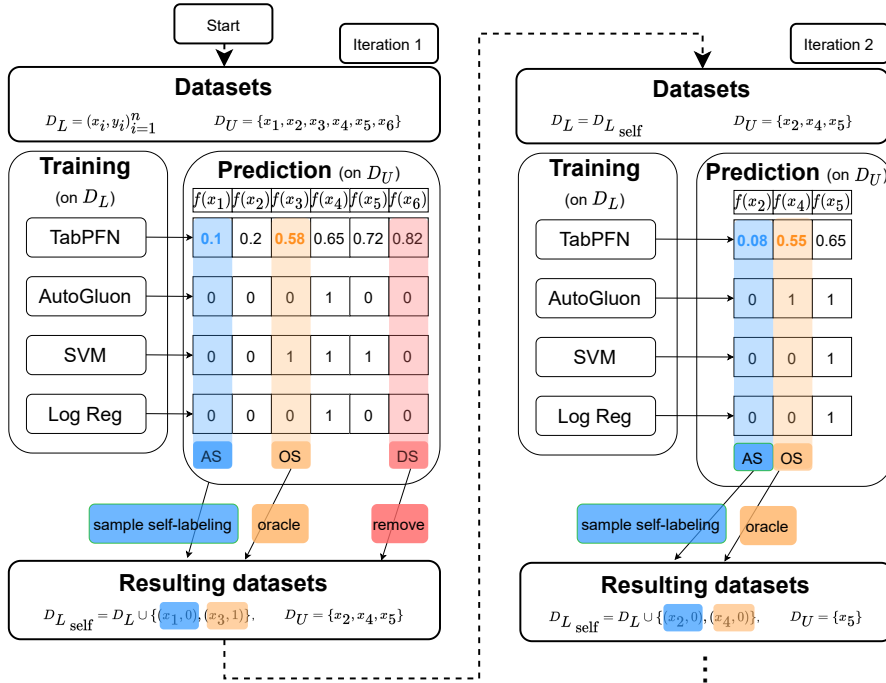 Start
Iteration 1
Datasets
D_L = (x_i, y_i)_{i=1}^n D_U = {x_1, x_2, x_3, x_4, x_5, x_6}
Training
(on D_L)
Prediction (on D_U)
f(x_1) f(x_2) f(x_3) f(x_4) f(x_5) f(x_6)
TabPFN 0.1 0.2 0.58 0.65 0.72 0.82
AutoGluon 0 0 0 1 0 0
SVM 0 0 1 1 1 0
Log Reg 0 0 0 1 0 0
AS OS DS
sample self-labeling oracle remove
Resulting datasets
D_{L self} = D_L ∪ {(x_1, 0), (x_3, 1)}, D_U = {x_2, x_4, x_5}
Iteration 2
Datasets
D_L = D_{L self} D_U = {x_2, x_4, x_5}
Training
(on D_L)
Prediction (on D_U)
f(x_2) f(x_4) f(x_5)
TabPFN 0.08 0.55 0.65
AutoGluon 0 1 1
SVM 0 0 1
Log Reg 0 0 1
AS OS
sample self-labeling oracle
Resulting datasets
D_{L self} = D_L ∪ {(x_2, 0), (x_4, 0)}, D_U = {x_5}
⋮